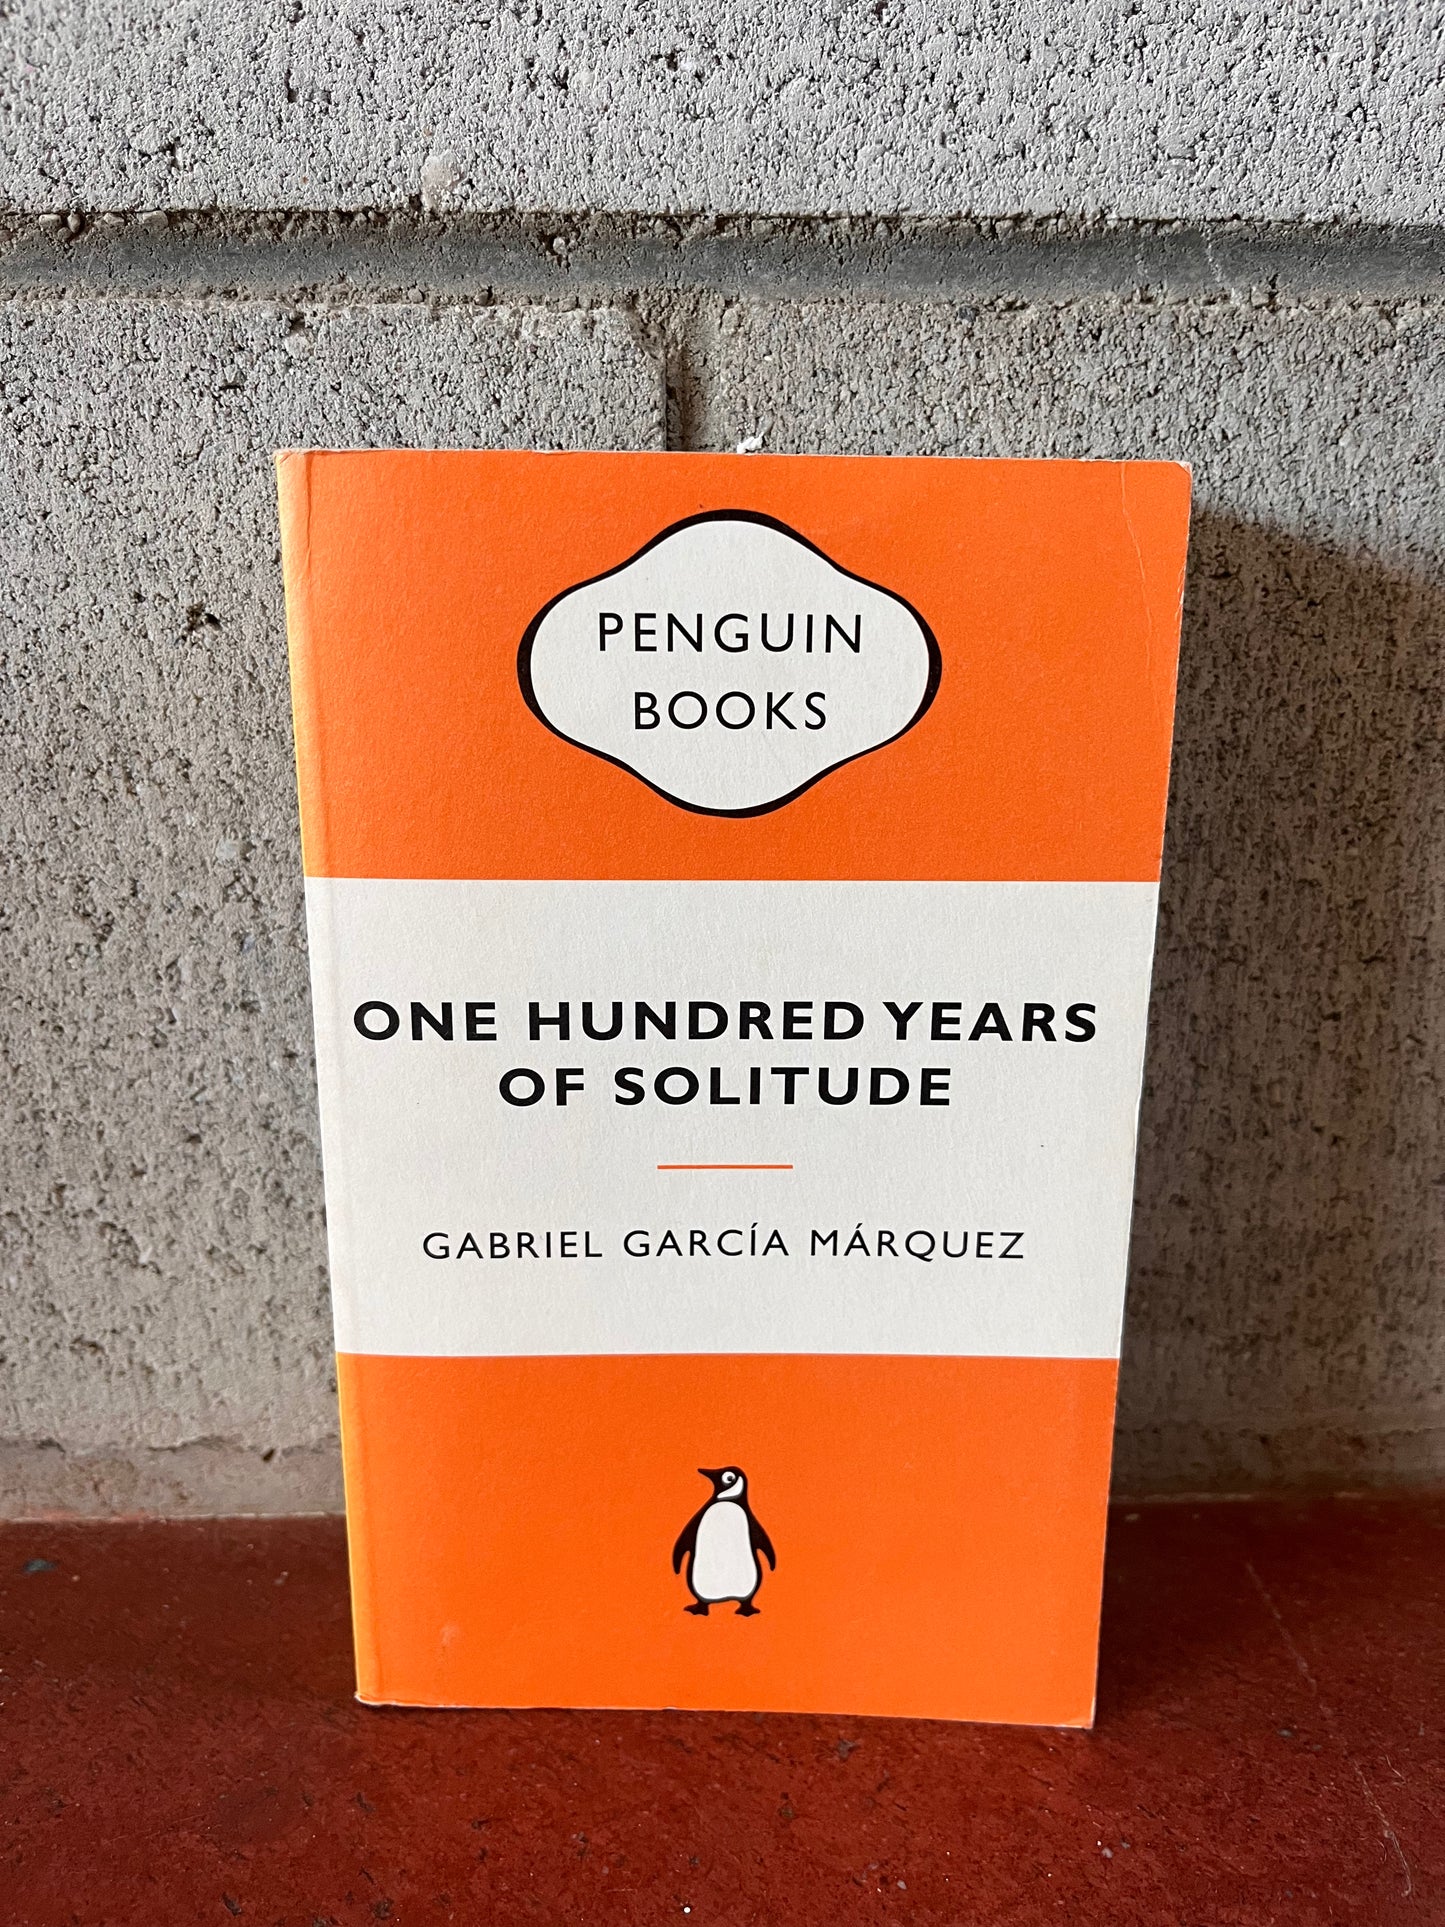 PENGUIN
BOOKS
ONE HUNDRED YEARS
OF SOLITUDE
GABRIEL GARCÍA MÁRQUEZ